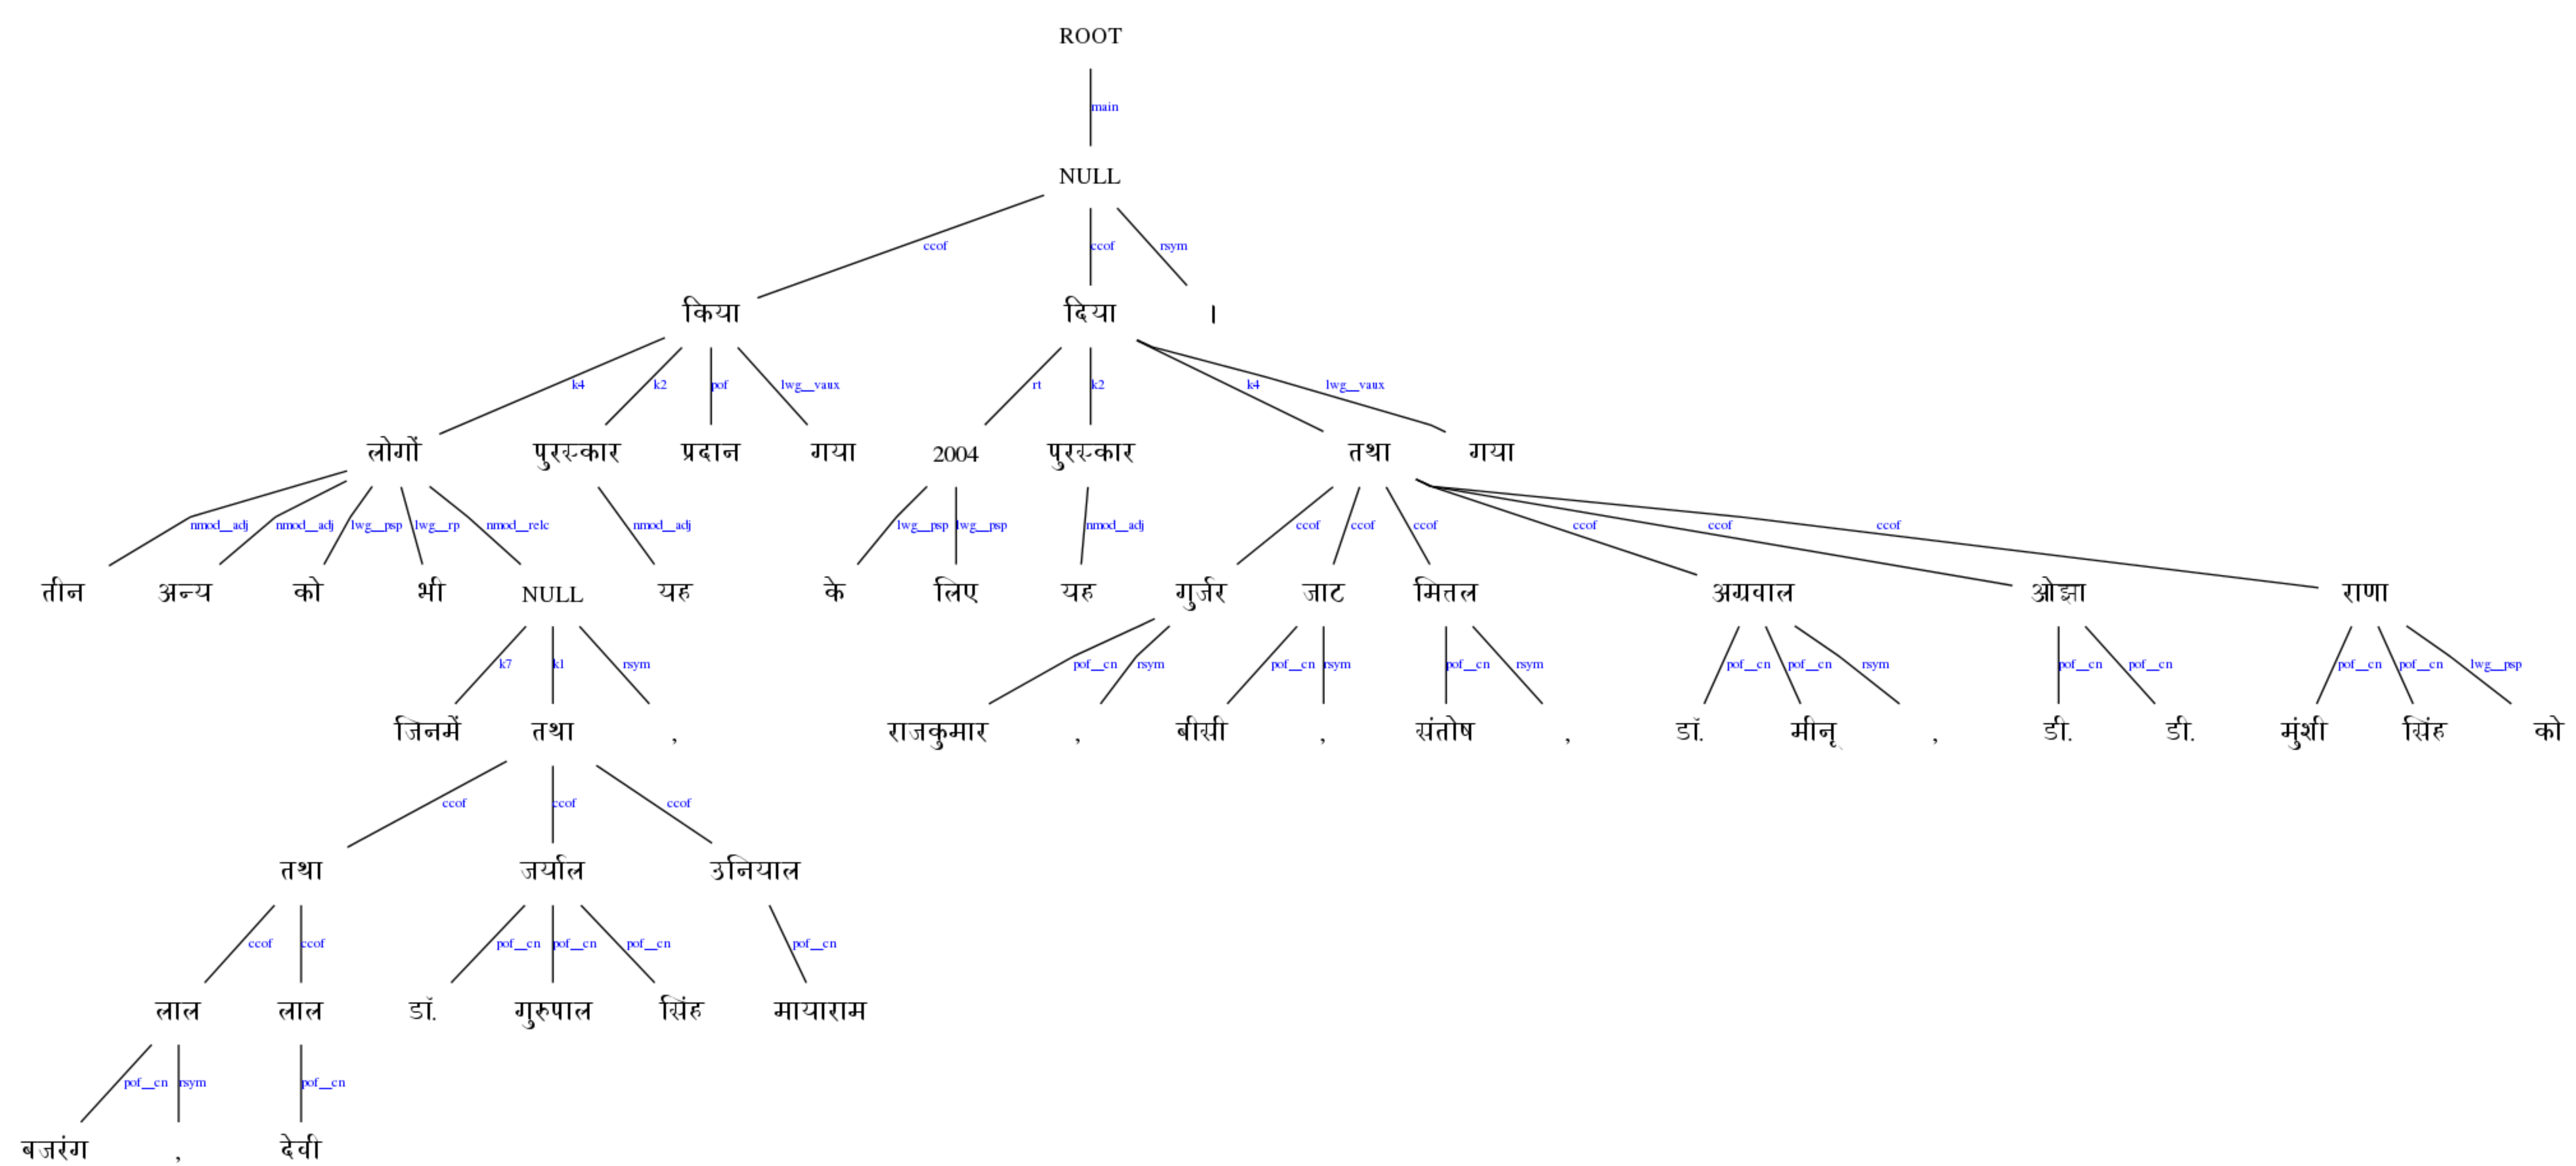 ROOT
main
NULL
ccof ccof rsym
किया दिया ।
k4 k2 pof lwg__vaux rt k2 k4 lwg__vaux
लोगों पुरस्कार प्रदान गया 2004 पुरस्कार तथा गया
nmod__adj nmod__adj lwg__psp lwg__rp nmod__relc nmod__adj lwg__psp lwg__psp nmod__adj ccof ccof ccof ccof ccof ccof
तीन अन्य को भी NULL यह के लिए यह गुर्जर जाट मितल अग्रवाल ओझा राणा
k7 k1 rsym pof__cn rsym pof__cn rsym pof__cn rsym pof__cn pof__cn rsym pof__cn pof__cn pof__cn pof__cn lwg__psp
जिनमें तथा , राजकुमार , बीसी , संतोष , डॉ. मीनू , डी. डी. मुंशी सिंह को
ccof ccof ccof
तथा जर्याल उनियाल
ccof ccof pof__cn pof__cn pof__cn pof__cn
लाल लाल डॉ. गुरुपाल सिंह मायाराम
pof__cn rsym pof__cn
बजरंग , देवी